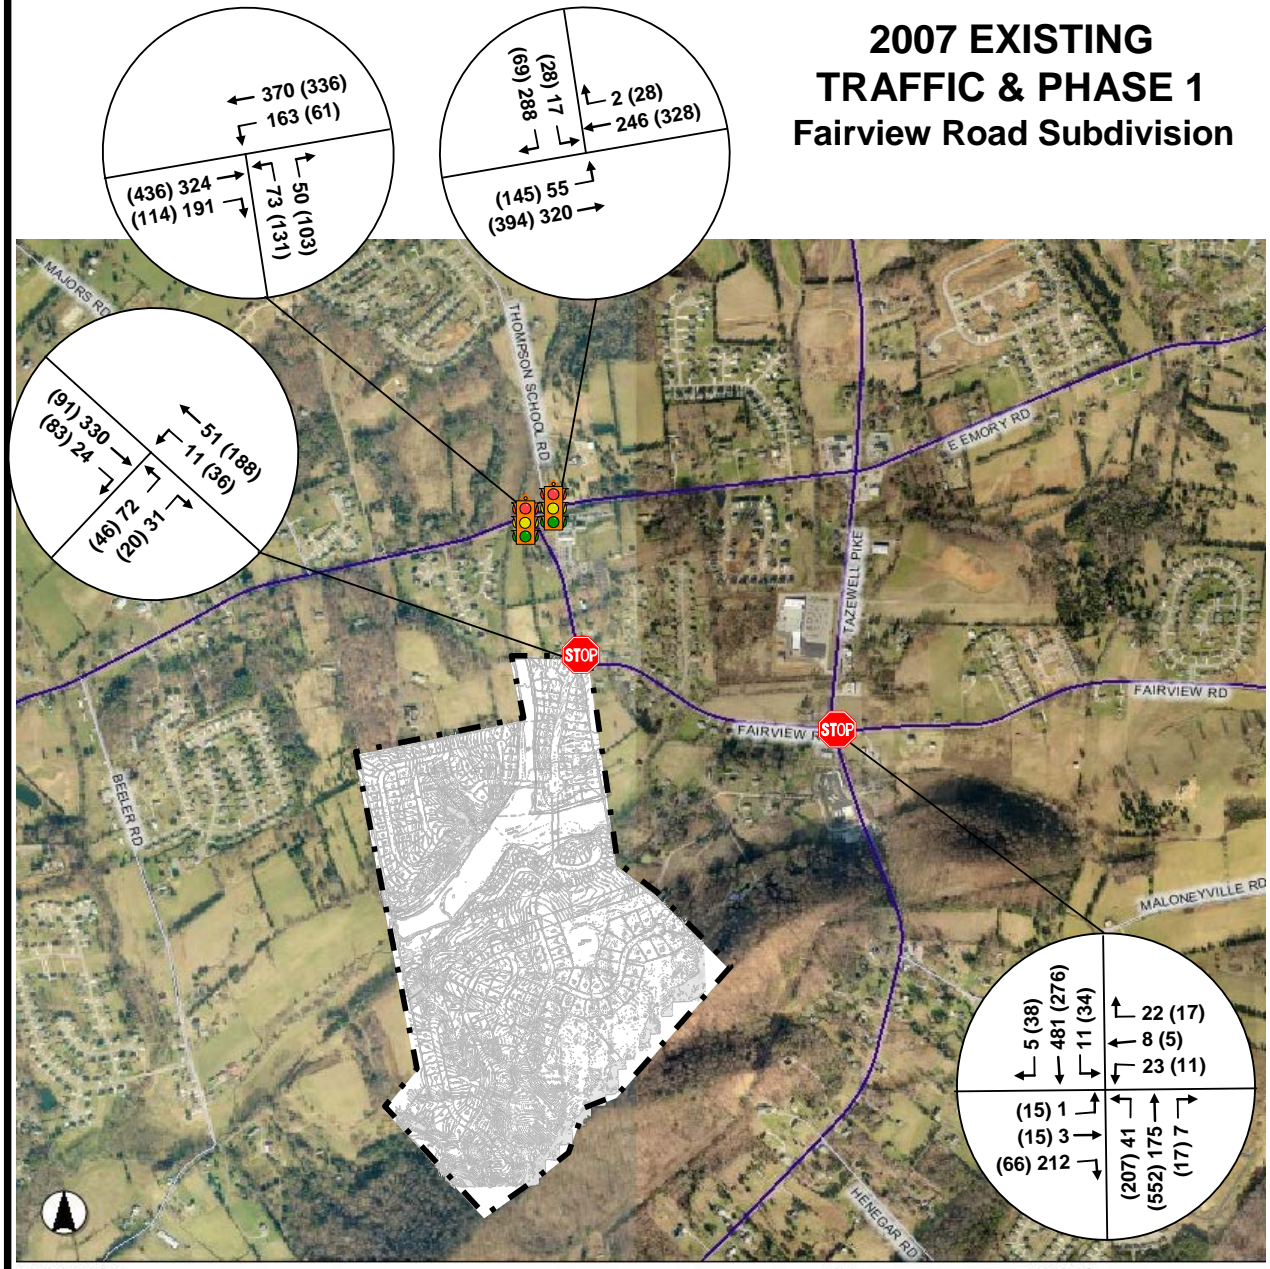 2007 EXISTING
TRAFFIC & PHASE 1
Fairview Road Subdivision
370 (336)
163 (61)
(436) 324
(114) 191
73 (131)
50 (103)
(69) 288
(28) 17
2 (28)
246 (328)
(145) 55
(394) 320
MAJORS RD
THOMPSON SCHOOL RD
(91) 330
(83) 24
51 (188)
11 (36)
(46) 72
(20) 31
E EMORY RD
TAZEWELL PIKE
STOP
FAIRVIEW RD
FAIRVIEW R
STOP
BEELER RD
MALONEYVILLE RD
5 (38)
481 (276)
11 (34)
22 (17)
8 (5)
23 (11)
(15) 1
(15) 3
(66) 212
(207) 41
(552) 175
(17) 7
HENEGAR RD